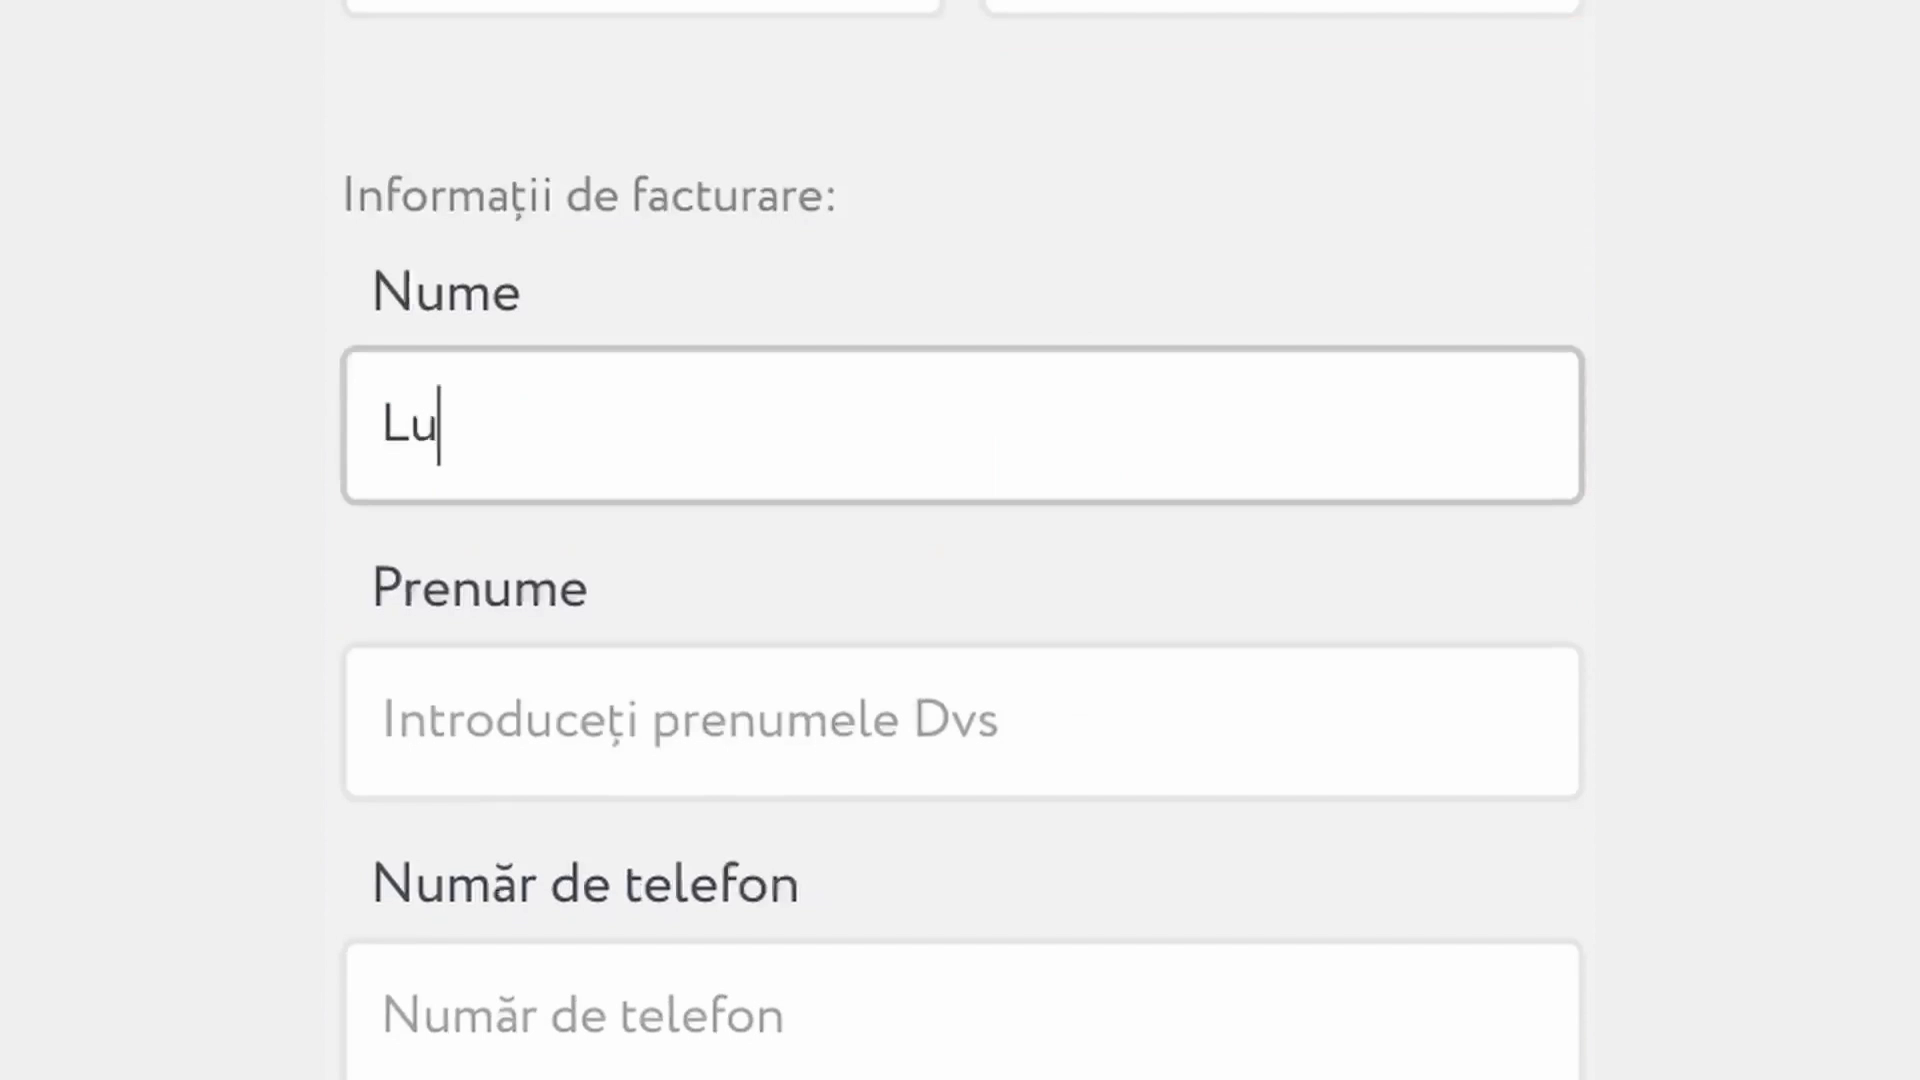 Informații de facturare:
Nume
Lu
Prenume
Introduceți prenumele Dvs
Număr de telefon
Număr de telefon